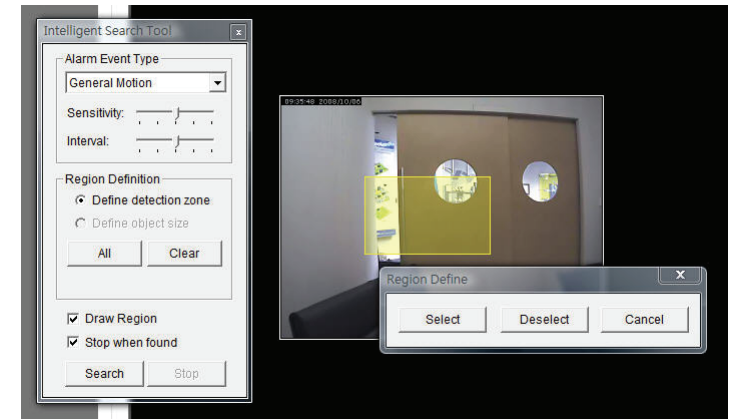 Intelligent Search Tool
x
Alarm Event Type
General Motion
Sensitivity:
Interval:
Region Definition
Define detection zone
Define object size
All Clear
Draw Region
Stop when found
Search Stop
09:35:48 2008/10/06
Region Define
x
Select Deselect Cancel